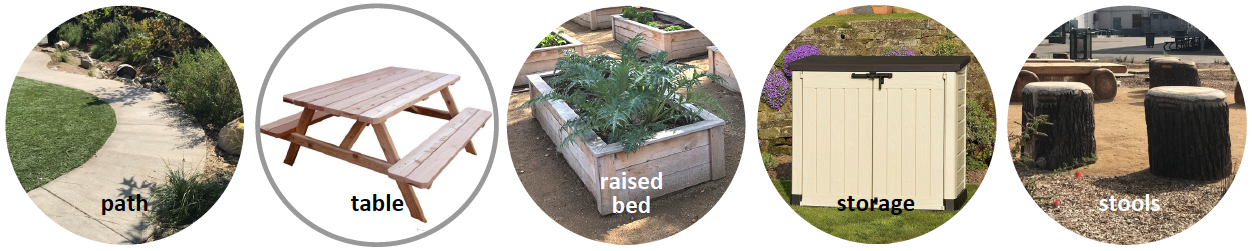 path
table
raised
bed
storage
stools